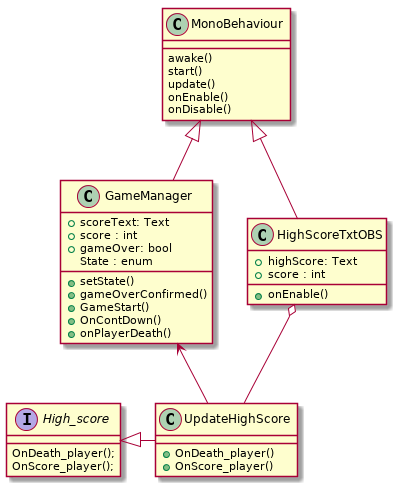 C MonoBehaviour
awake()
start()
update()
onEnable()
onDisable()
C GameManager
scoreText: Text
score : int
gameOver: bool
State : enum
setState()
gameOverConfirmed()
GameStart()
OnContDown()
onPlayerDeath()
C HighScoreTxtOBS
highScore: Text
score : int
onEnable()
I High_score
OnDeath_player();
OnScore_player();
C UpdateHighScore
OnDeath_player()
OnScore_player()